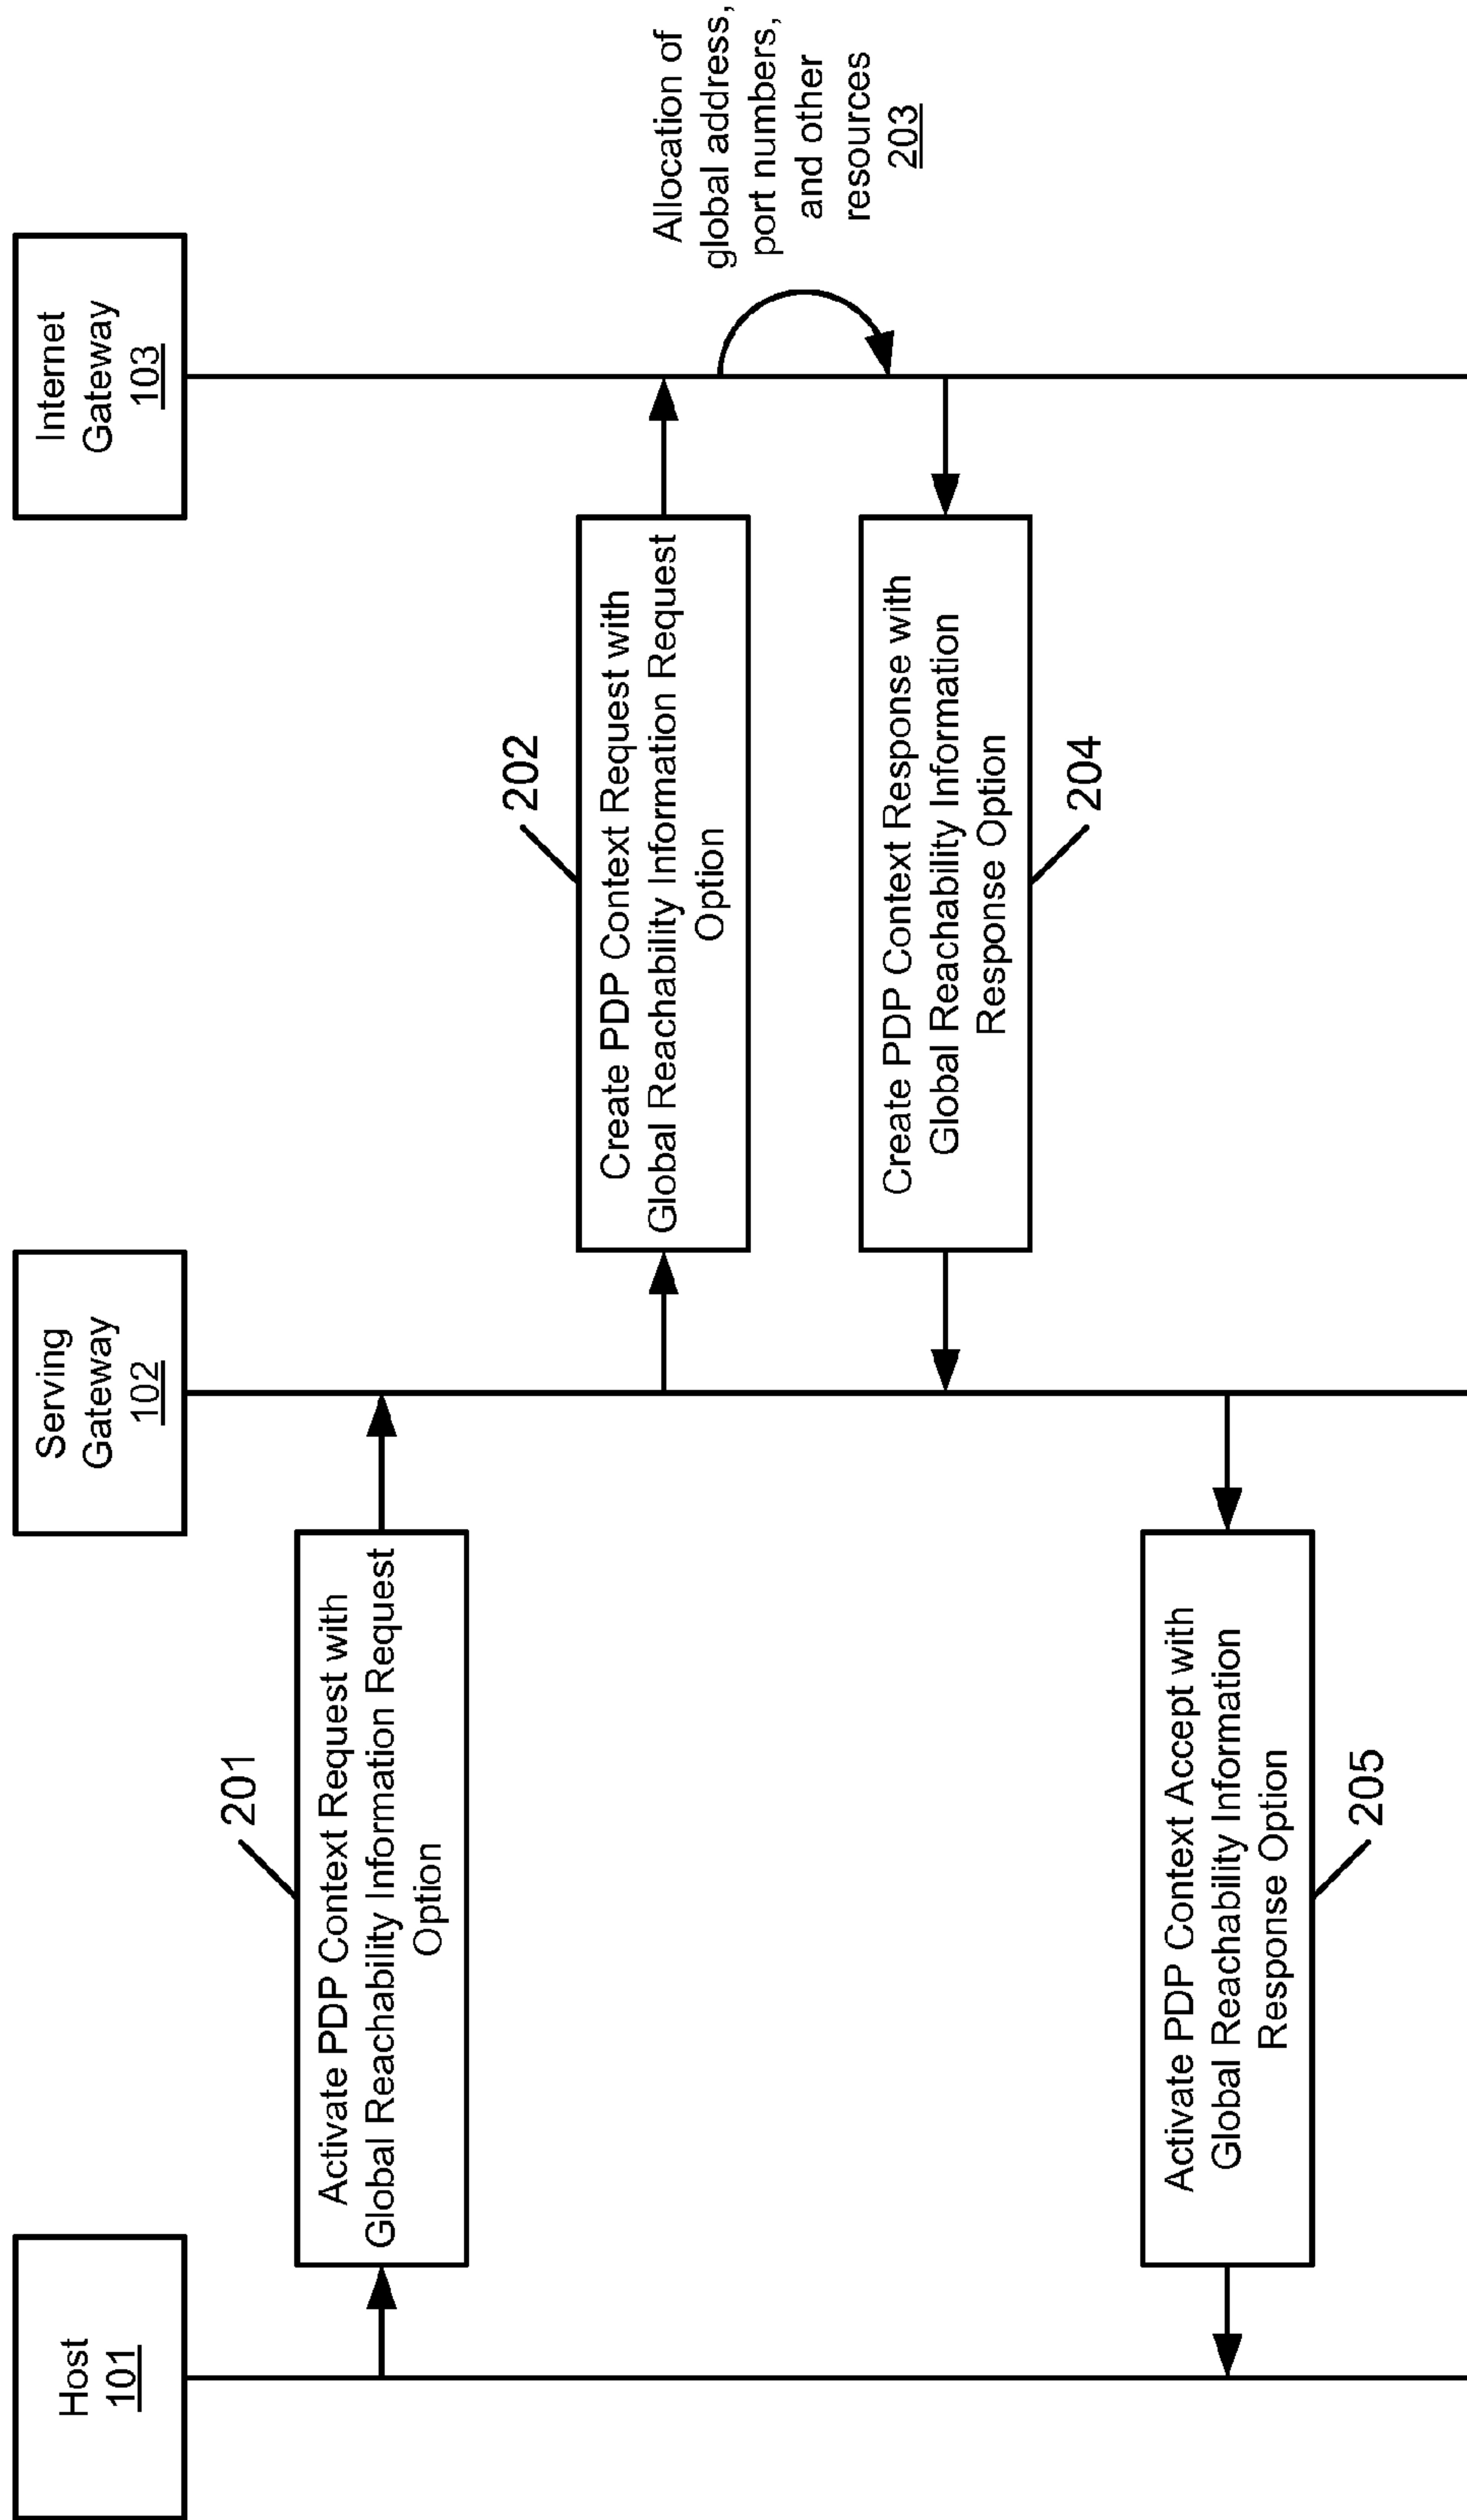 Host
101
Serving
Gateway
102
Internet
Gateway
103
201
Activate PDP Context Request with
Global Reachability Information Request
Option
202
Create PDP Context Request with
Global Reachability Information Request
Option
Allocation of
global address,
port numbers,
and other
resources
203
Create PDP Context Response with
Global Reachability Information
Response Option
204
Activate PDP Context Accept with
Global Reachability Information
Response Option
205